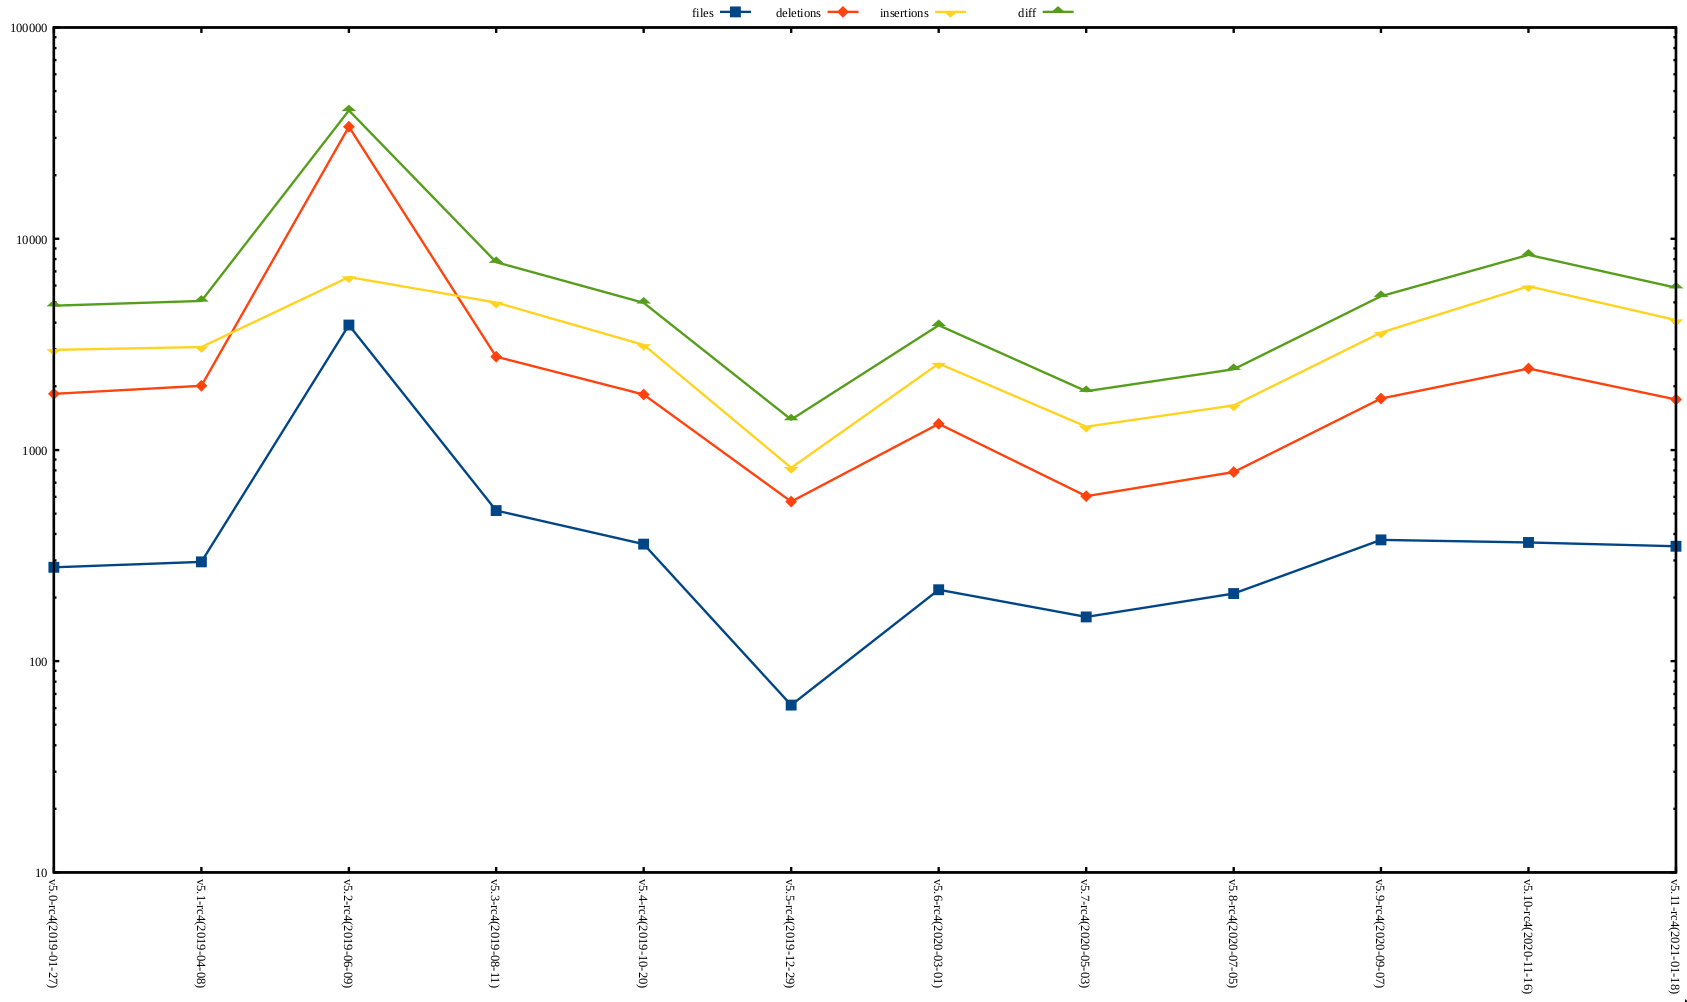 files deletions insertions diff
100000
10000
1000
100
10
v5.0-rc4(2019-01-27)
v5.1-rc4(2019-04-08)
v5.2-rc4(2019-06-09)
v5.3-rc4(2019-08-11)
v5.4-rc4(2019-10-20)
v5.5-rc4(2019-12-29)
v5.6-rc4(2020-03-01)
v5.7-rc4(2020-05-03)
v5.8-rc4(2020-07-05)
v5.9-rc4(2020-09-07)
v5.10-rc4(2020-11-16)
v5.11-rc4(2021-01-18)